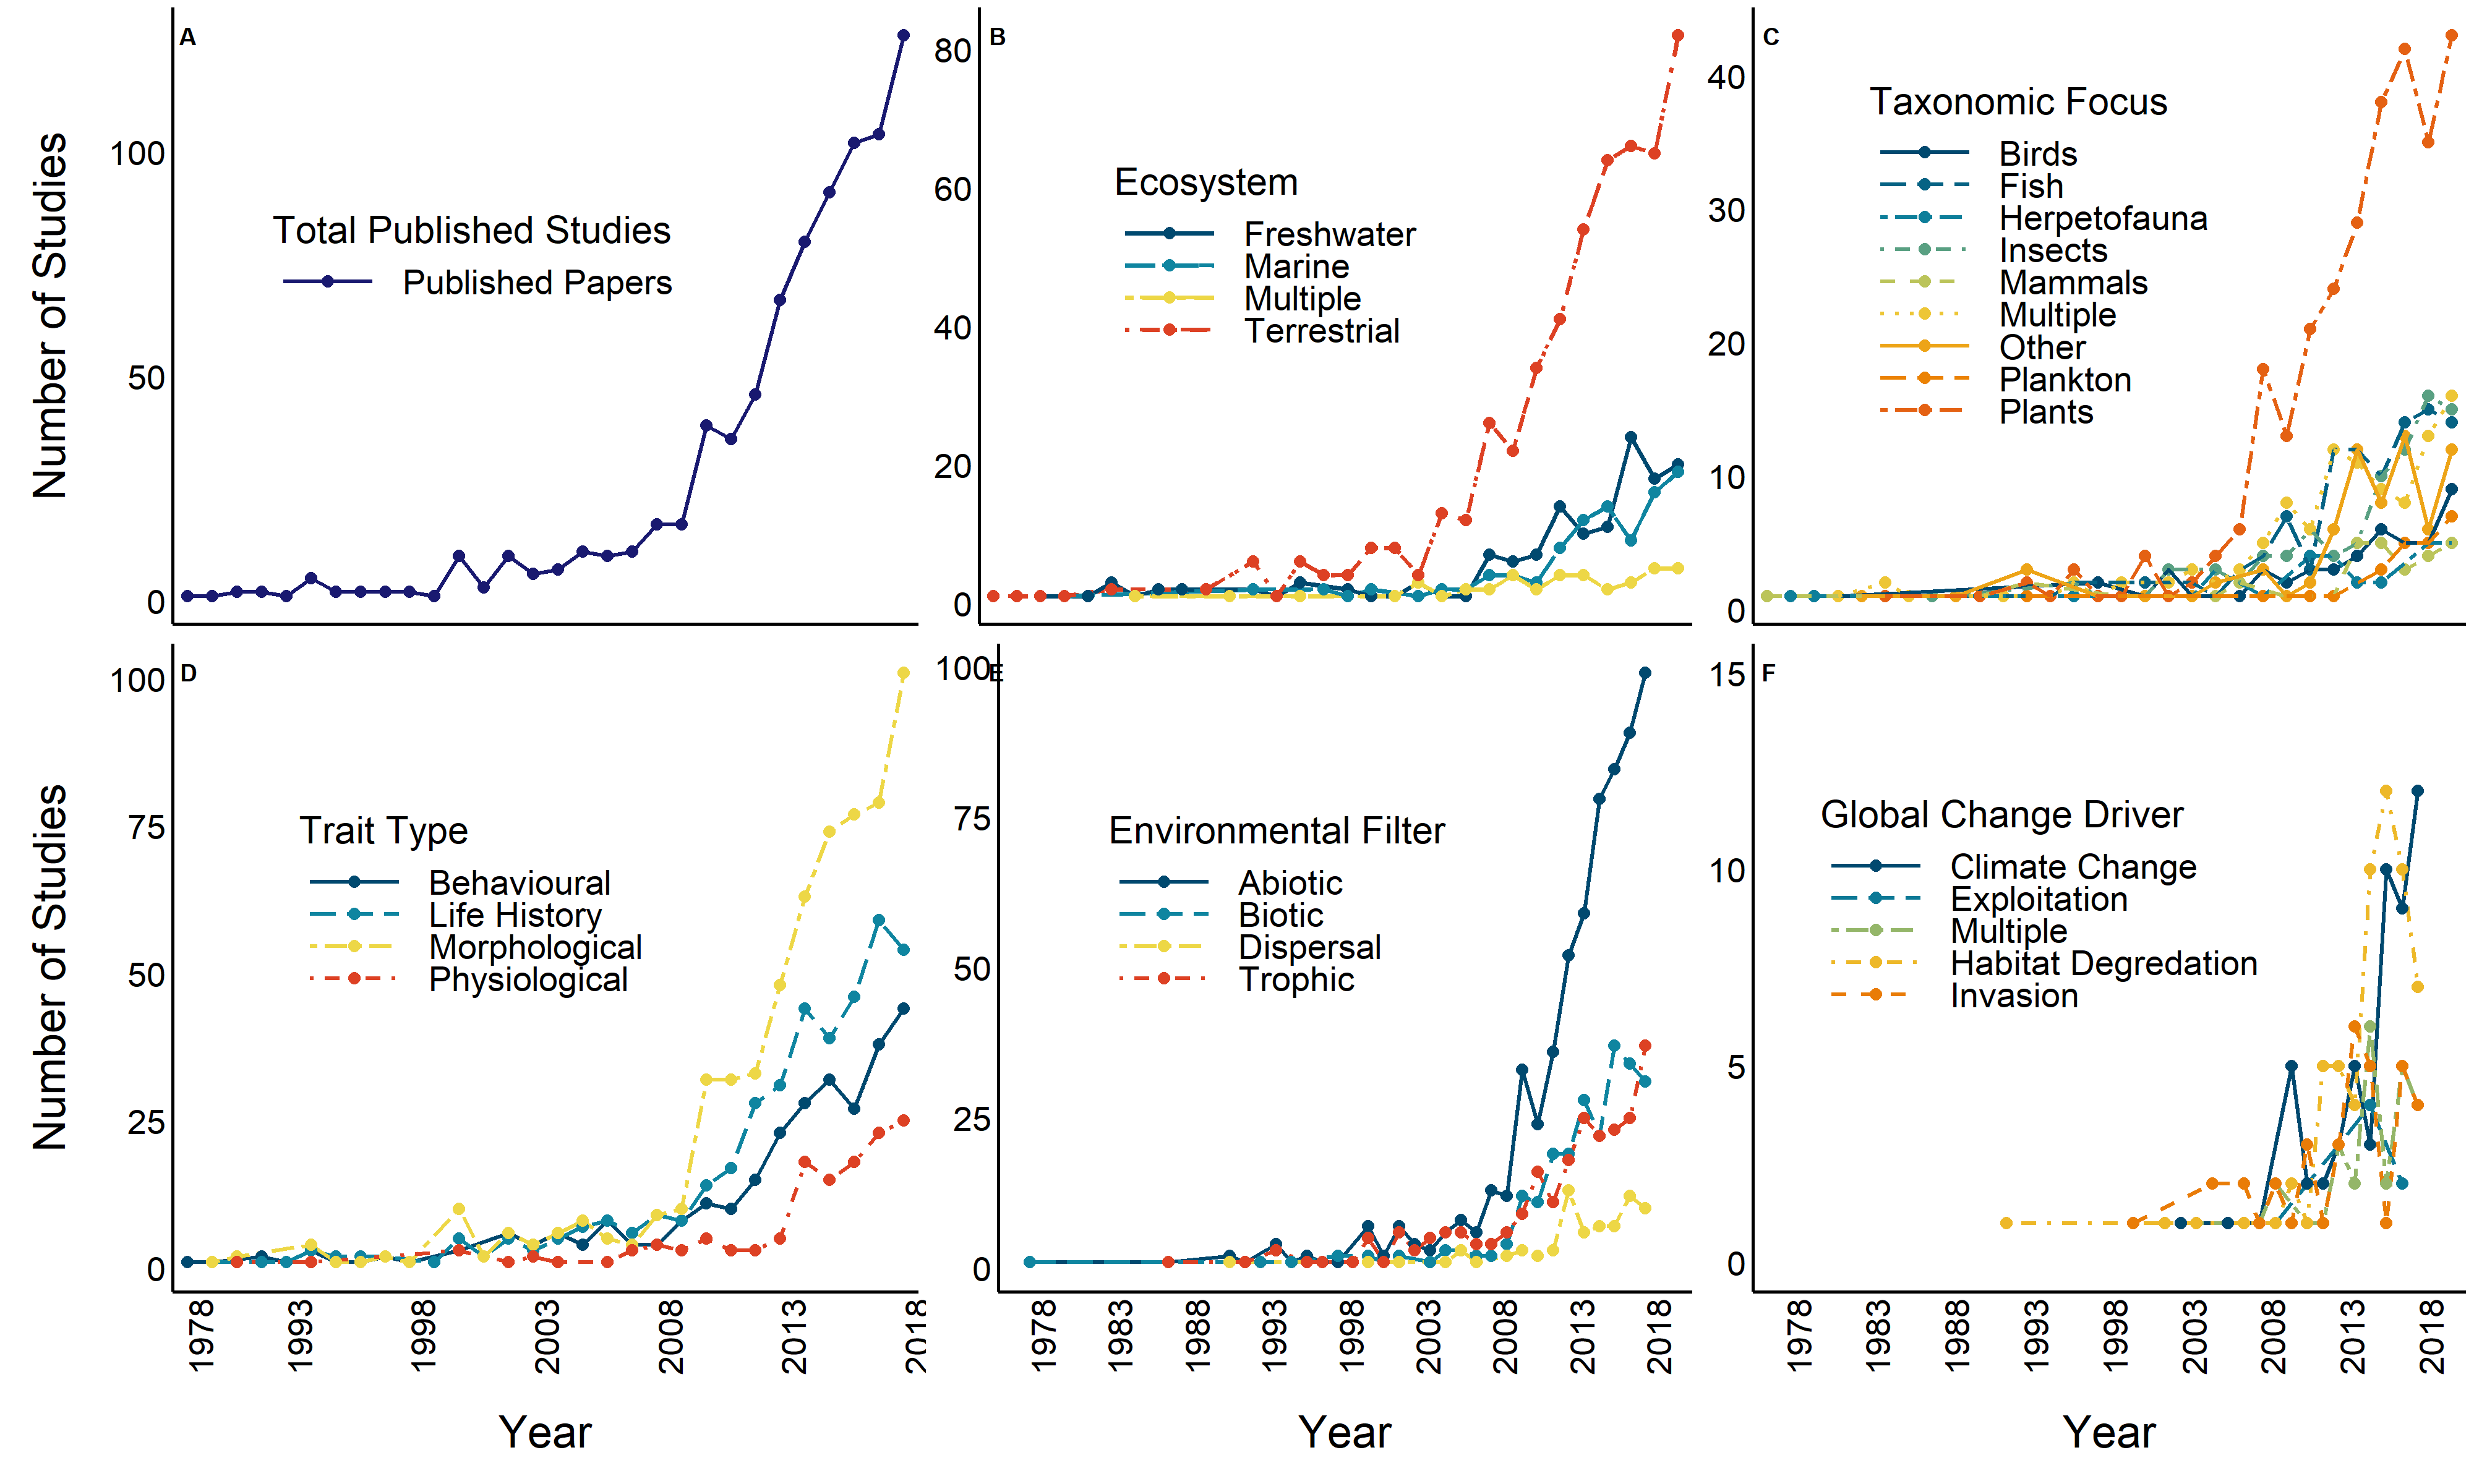 Number of Studies
A
100
50
0
Total Published Studies
Published Papers
B
80
60
40
20
0
Ecosystem
Freshwater
Marine
Multiple
Terrestrial
C
40
30
20
10
0
Taxonomic Focus
Birds
Fish
Herpetofauna
Insects
Mammals
Multiple
Other
Plankton
Plants
Number of Studies
D
100
75
50
25
0
Trait Type
Behavioural
Life History
Morphological
Physiological
1978
1993
1998
2003
2008
2013
2018
Year
E
100
75
50
25
0
Environmental Filter
Abiotic
Biotic
Dispersal
Trophic
1978
1983
1988
1993
1998
2003
2008
2013
2018
Year
F
15
10
5
0
Global Change Driver
Climate Change
Exploitation
Multiple
Habitat Degredation
Invasion
1978
1983
1988
1993
1998
2003
2008
2013
2018
Year